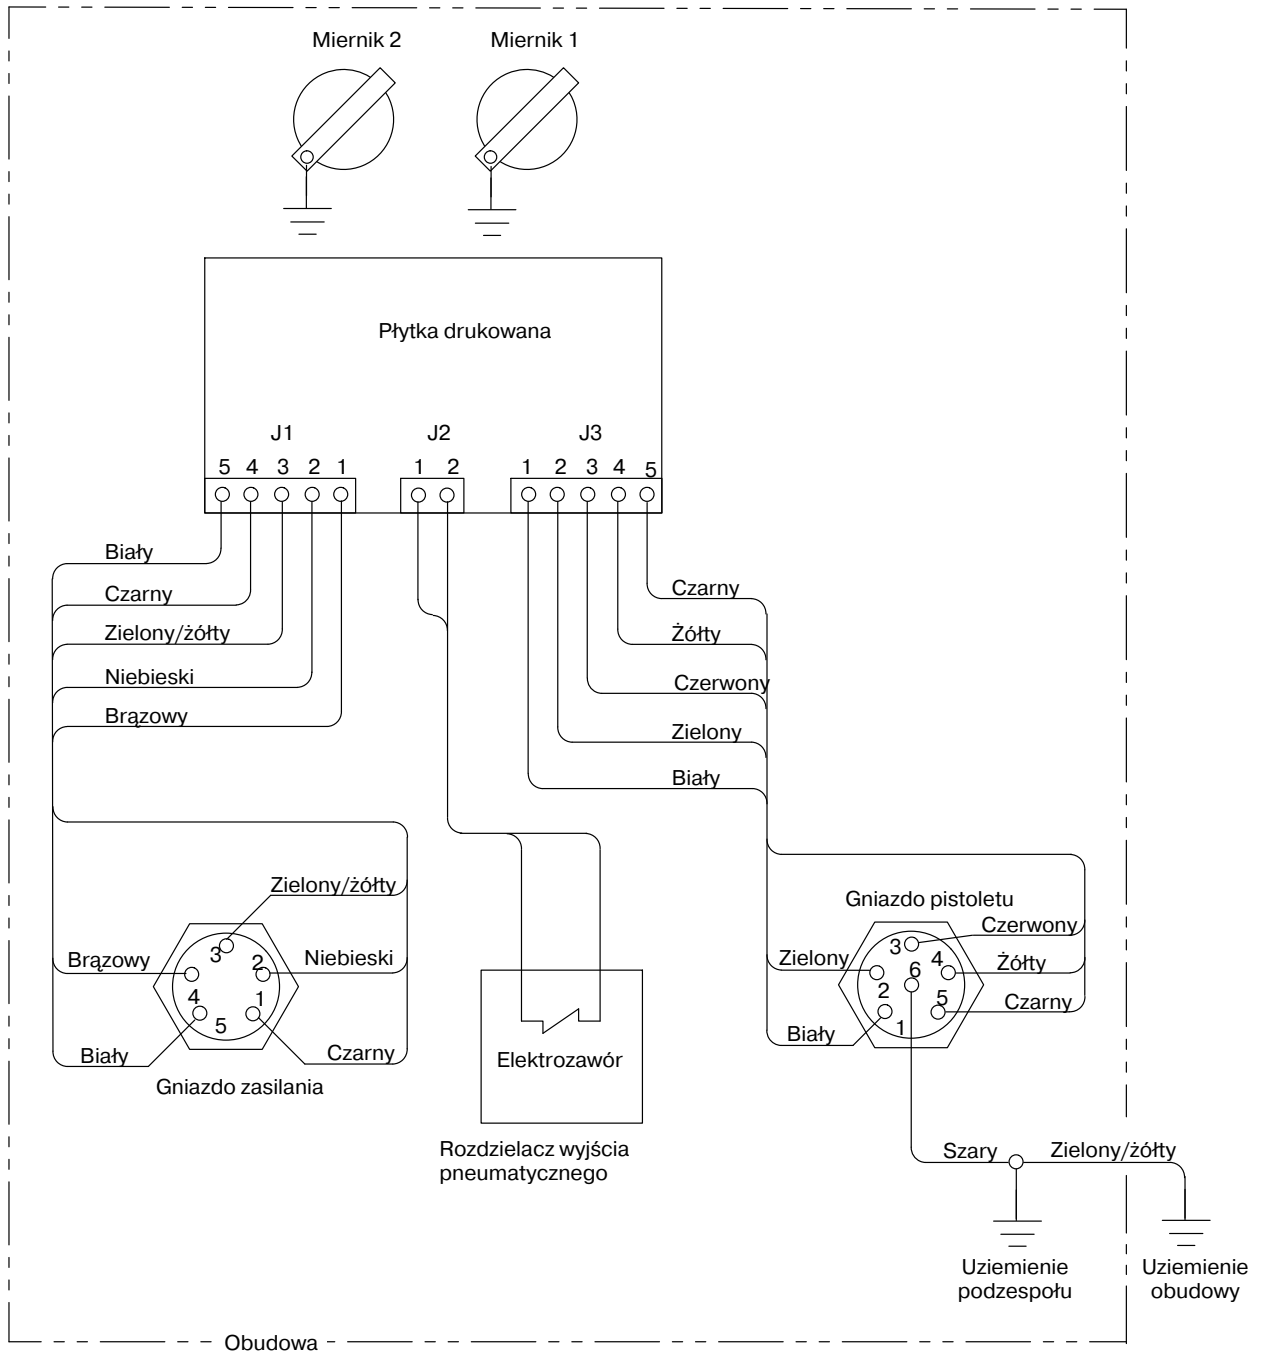 Miernik 2 Miernik 1
Płytka drukowana
J1 J2 J3
5 4 3 2 1 1 2 1 2 3 4 5
Biały
Czarny
Zielony/żółty
Niebieski
Brązowy
Czarny
Żółty
Czerwony
Zielony
Biały
Zielony/żółty
Brązowy
Niebieski
3
2
4
1
5
Biały
Czarny
Gniazdo zasilania
Elektrozawór
Rozdzielacz wyjścia
pneumatycznego
Gniazdo pistoletu
Czerwony
Zielony
Żółty
Czarny
3
4
6
2
5
1
Biały
Szary
Zielony/żółty
Uziemienie
podzespołu
Uziemienie
obudowy
Obudowa